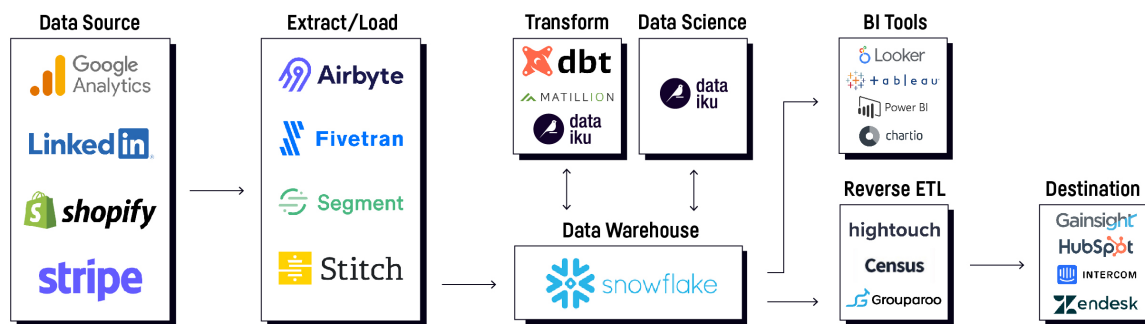 Data Source
Google
Analytics
Linked in
shopify
stripe
Extract/Load
Airbyte
Fivetran
Segment
Stitch
Transform
dbt
MATILLION
data
iku
Data Science
data
iku
Data Warehouse
snowflake
BI Tools
Looker
+ a b l e a u
Power BI
chartio
Reverse ETL
hightouch
Census
Grouparoo
Destination
Gainsight
HubSpot
INTERCOM
Zendesk